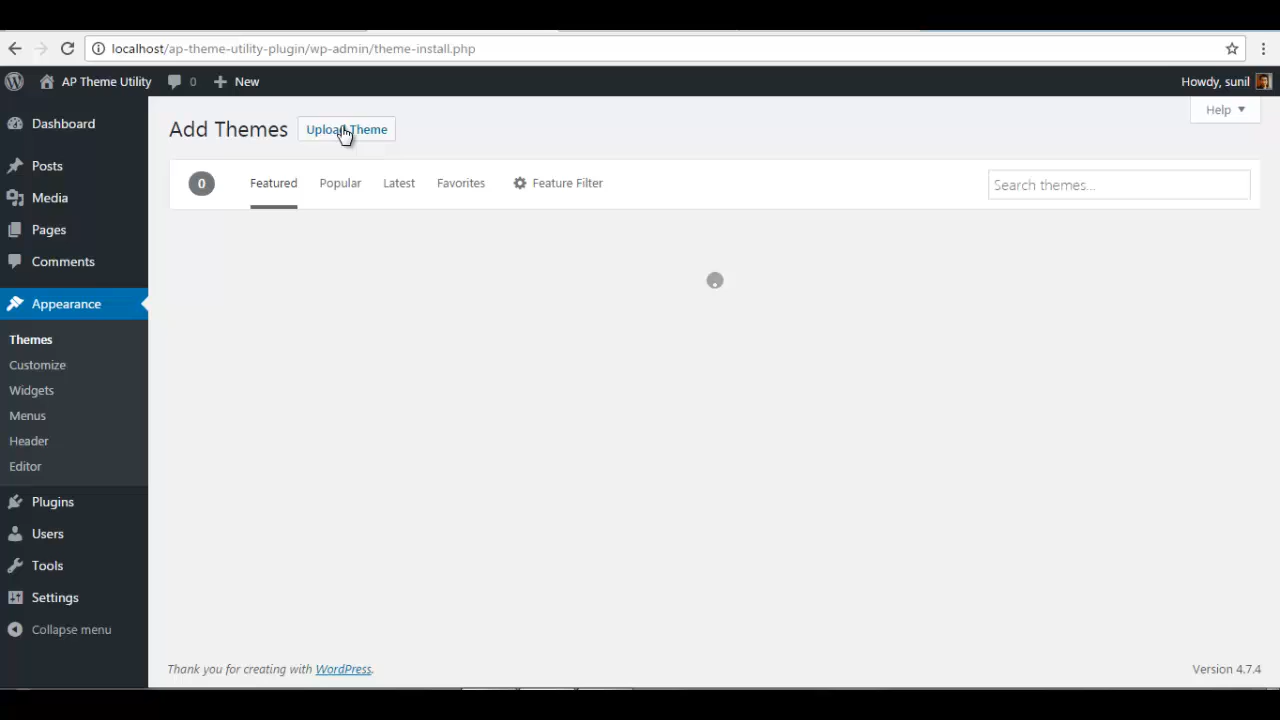 localhost/ap-theme-utility-plugin/wp-admin/theme-install.php
AP Theme Utility 0 New Howdy, sunil
Help
Add Themes Upload Theme
0 Featured Popular Latest Favorites Feature Filter Search themes...
Dashboard
Posts
Media
Pages
Comments
Appearance
Themes
Customize
Widgets
Menus
Header
Editor
Plugins
Users
Tools
Settings
Collapse menu
Thank you for creating with WordPress. Version 4.7.4